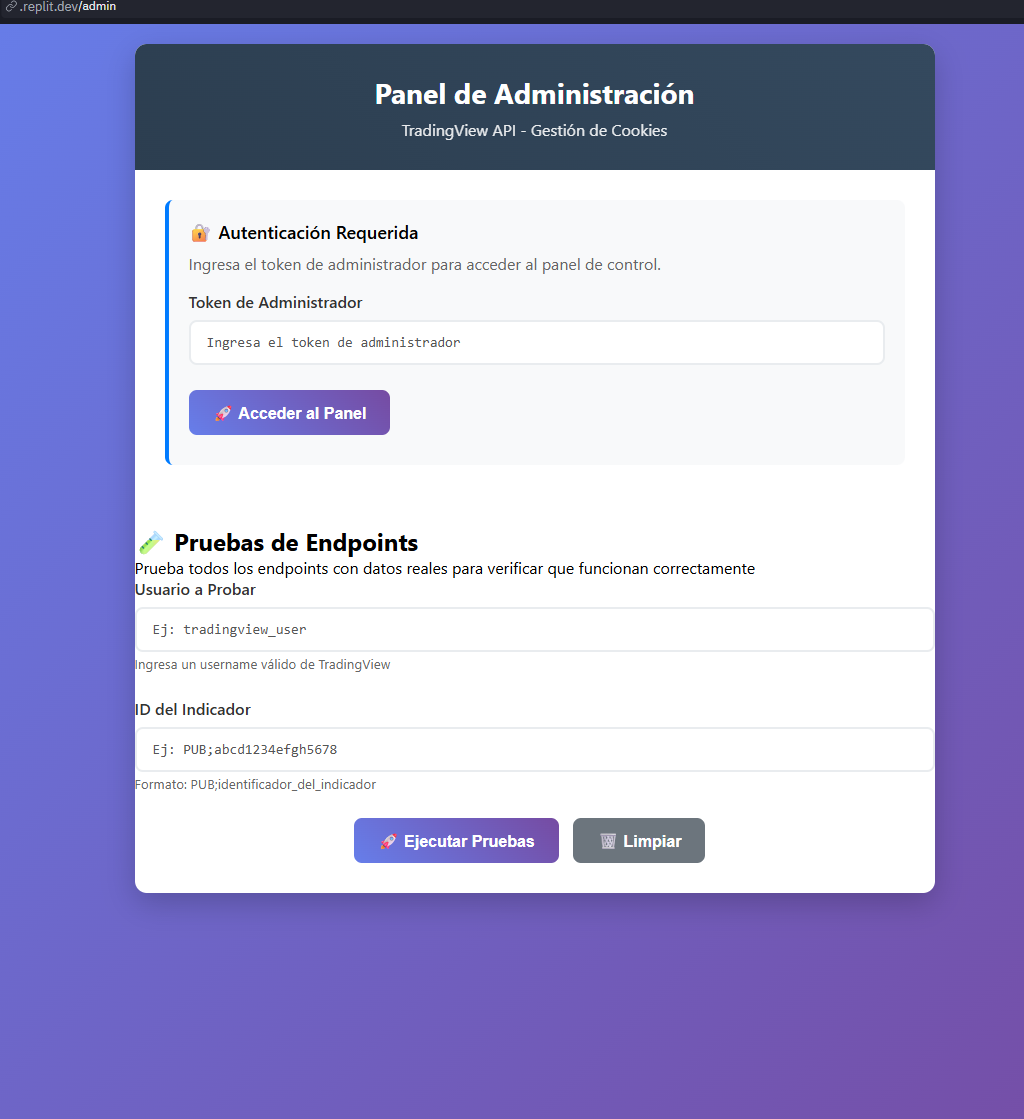 .replit.dev/admin
Panel de Administración
TradingView API - Gestión de Cookies
🔐 Autenticación Requerida
Ingresa el token de administrador para acceder al panel de control.
Token de Administrador
Ingresa el token de administrador
🚀 Acceder al Panel
🧪 Pruebas de Endpoints
Prueba todos los endpoints con datos reales para verificar que funcionan correctamente
Usuario a Probar
Ej: tradingview_user
Ingresa un username válido de TradingView
ID del Indicador
Ej: PUB;abcd1234efgh5678
Formato: PUB;identificador_del_indicador
🚀 Ejecutar Pruebas
🗑️ Limpiar